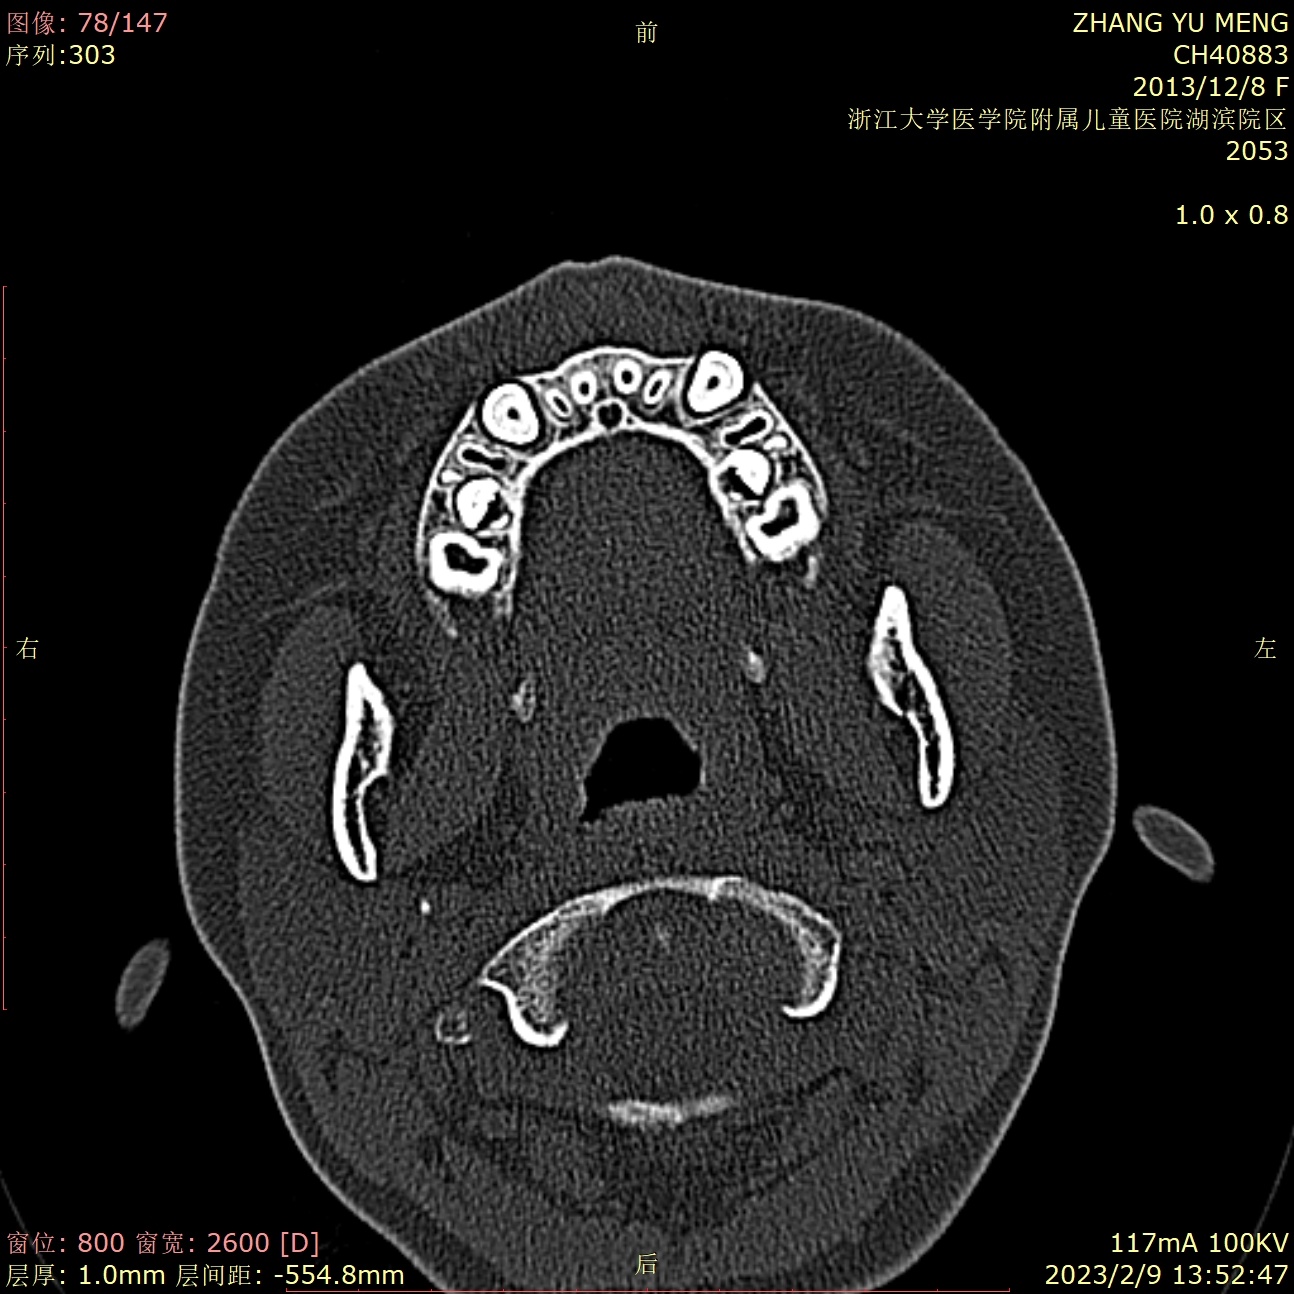 图像: 78/147
序列:303
前
ZHANG YU MENG
CH40883
2013/12/8 F
浙江大学医学院附属儿童医院湖滨院区
2053
1.0 x 0.8
右
左
窗位: 800 窗宽: 2600 [D]
层厚: 1.0mm 层间距: -554.8mm
后
117mA 100KV
2023/2/9 13:52:47